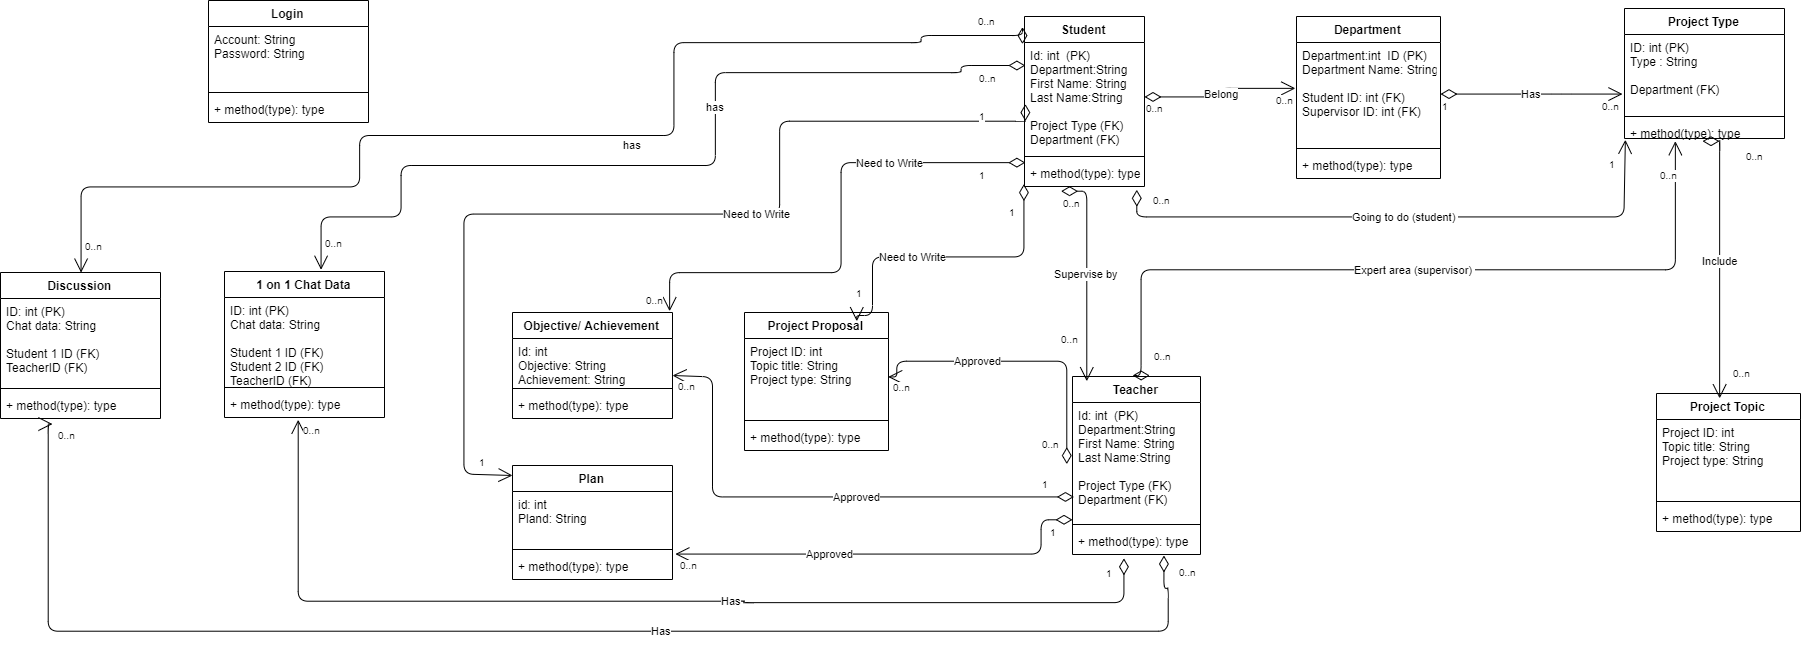 Login
Account: String
Password: String
+ method(type): type
Student
Id: int (PK)
Department:String
First Name: String
Last Name:String
Project Type (FK)
Department (FK)
+ method(type): type
Department
Department:int ID (PK)
Department Name: String
Student ID: int (FK)
Supervisor ID: int (FK)
+ method(type): type
Project Type
ID: int (PK)
Type : String
Department (FK)
+ method(type): type
0..n
0..n
has
has
1
Need to Write
1
Need to Write
1
Need to Write
0..n
Belong
0..n
1
Has
0..n
0..n
Supervise by
0..n
0..n
Going to do (student)
1
0..n
Expert area (supervisor)
0..n
0..n
Include
0..n
0..n
0..n
0..n
1
1
Discussion
ID: int (PK)
Chat data: String
Student 1 ID (FK)
TeacherID (FK)
+ method(type): type
1 on 1 Chat Data
ID: int (PK)
Chat data: String
Student 1 ID (FK)
Student 2 ID (FK)
TeacherID (FK)
+ method(type): type
Objective/ Achievement
Id: int
Objective: String
Achievement: String
+ method(type): type
Project Proposal
Project ID: int
Topic title: String
Project type: String
+ method(type): type
Teacher
Id: int (PK)
Department:String
First Name: String
Last Name:String
Project Type (FK)
Department (FK)
+ method(type): type
Project Topic
Project ID: int
Topic title: String
Project type: String
+ method(type): type
Plan
id: int
Pland: String
+ method(type): type
Approved
0..n
0..n
0..n
1
Approved
1
Approved
0..n
0..n
0..n
1
Has
0..n
Has